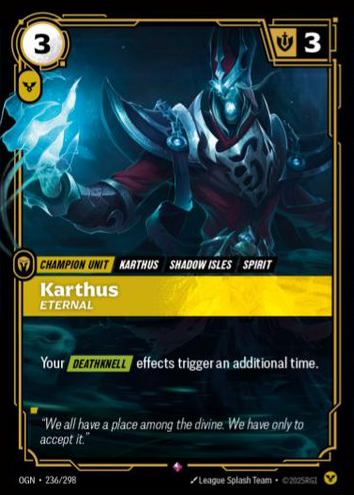 3
3
CHAMPION UNIT KARTHUS SHADOW ISLES SPIRIT
Karthus
ETERNAL
Your DEATHKNELL effects trigger an additional time.
"We all have a place among the divine. We have only to
accept it."
OGN • 236/298 League Splash Team • ©2025RGI